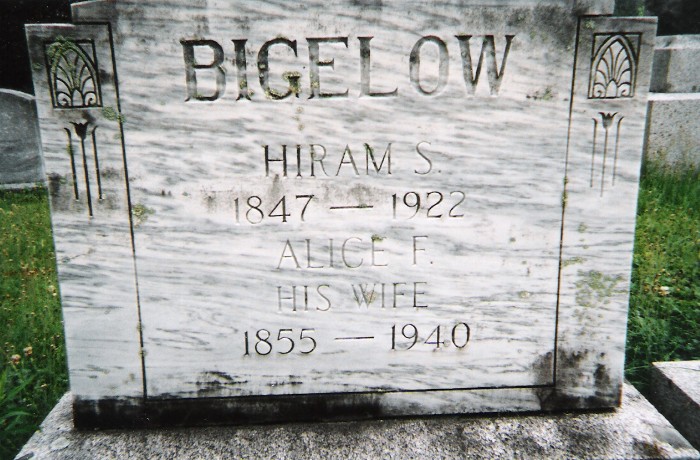 BIGELOW
HIRAM S.
1847 — 1922
ALICE F.
HIS WIFE
1855 — 1940